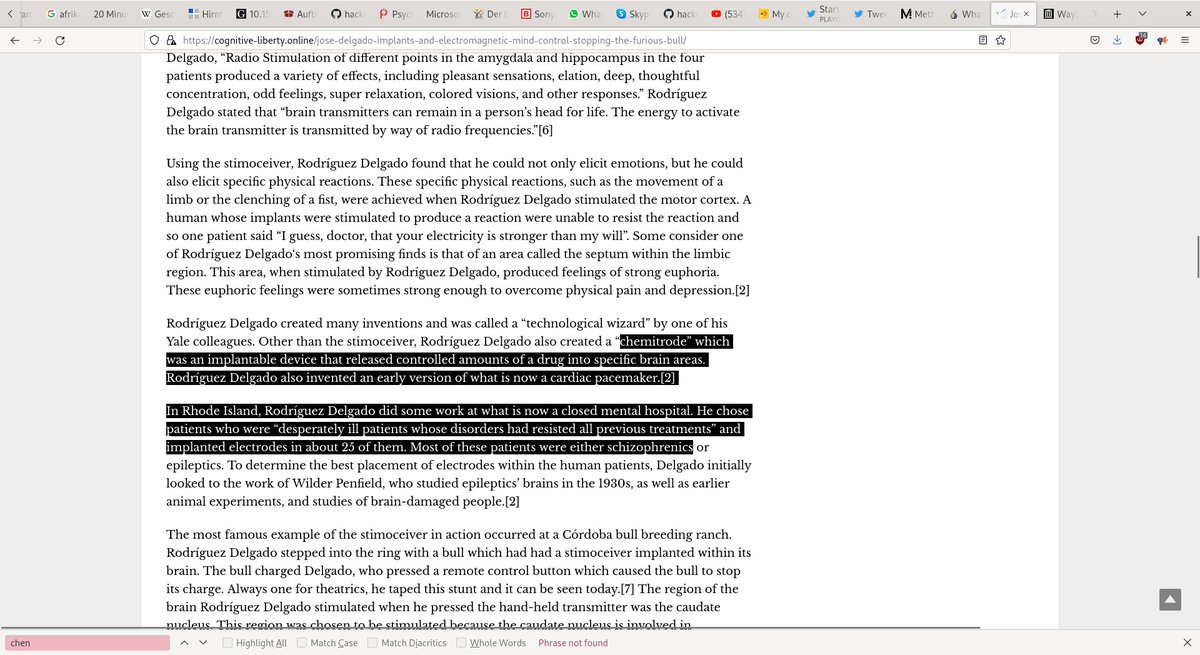 ran
afrik
20 Minu
Gesc
Hirnf
10.15
Auftr
hack
Psyc
Microso
Der E
Sony
What
Skyp
hack
(534)
My c
Start
PLAYI
Twee
Meth
Wha
Jos
Wayl
https://cognitive-liberty.online/jose-delgado-implants-and-electromagnetic-mind-control-stopping-the-furious-bull/
Delgado, “Radio Stimulation of different points in the amygdala and hippocampus in the four
patients produced a variety of effects, including pleasant sensations, elation, deep, thoughtful
concentration, odd feelings, super relaxation, colored visions, and other responses.” Rodríguez
Delgado stated that “brain transmitters can remain in a person’s head for life. The energy to activate
the brain transmitter is transmitted by way of radio frequencies.”[6]
Using the stimoceiver, Rodríguez Delgado found that he could not only elicit emotions, but he could
also elicit specific physical reactions. These specific physical reactions, such as the movement of a
limb or the clenching of a fist, were achieved when Rodríguez Delgado stimulated the motor cortex. A
human whose implants were stimulated to produce a reaction were unable to resist the reaction and
so one patient said “I guess, doctor, that your electricity is stronger than my will”. Some consider one
of Rodríguez Delgado‘s most promising finds is that of an area called the septum within the limbic
region. This area, when stimulated by Rodríguez Delgado, produced feelings of strong euphoria.
These euphoric feelings were sometimes strong enough to overcome physical pain and depression.[2]
Rodríguez Delgado created many inventions and was called a “technological wizard” by one of his
Yale colleagues. Other than the stimoceiver, Rodríguez Delgado also created a “chemitrode” which
was an implantable device that released controlled amounts of a drug into specific brain areas.
Rodríguez Delgado also invented an early version of what is now a cardiac pacemaker.[2]
In Rhode Island, Rodríguez Delgado did some work at what is now a closed mental hospital. He chose
patients who were “desperately ill patients whose disorders had resisted all previous treatments” and
implanted electrodes in about 25 of them. Most of these patients were either schizophrenics or
epileptics. To determine the best placement of electrodes within the human patients, Delgado initially
looked to the work of Wilder Penfield, who studied epileptics’ brains in the 1930s, as well as earlier
animal experiments, and studies of brain-damaged people.[2]
The most famous example of the stimoceiver in action occurred at a Córdoba bull breeding ranch.
Rodríguez Delgado stepped into the ring with a bull which had had a stimoceiver implanted within its
brain. The bull charged Delgado, who pressed a remote control button which caused the bull to stop
its charge. Always one for theatrics, he taped this stunt and it can be seen today.[7] The region of the
brain Rodríguez Delgado stimulated when he pressed the hand-held transmitter was the caudate
nucleus. This region was chosen to be stimulated because the caudate nucleus is involved in
chen
Highlight All
Match Case
Match Diacritics
Whole Words
Phrase not found